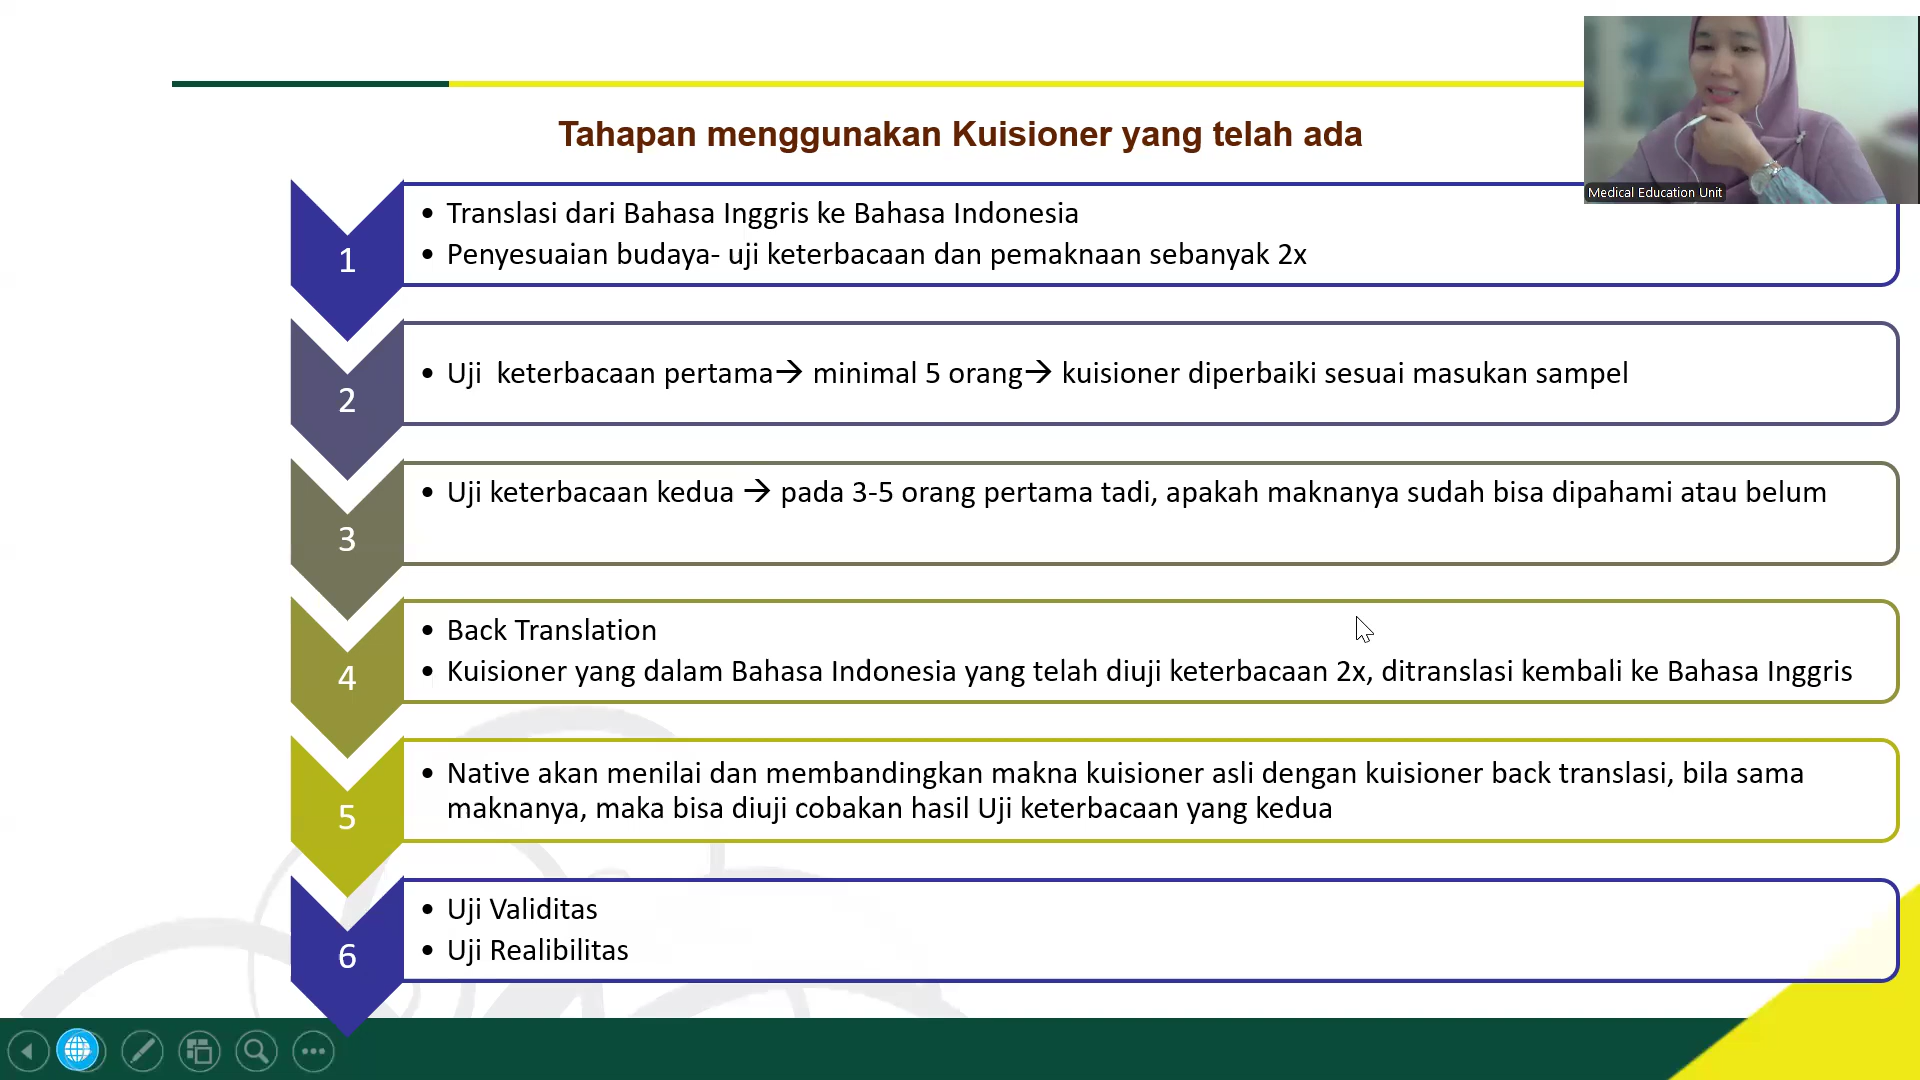 Tahapan menggunakan Kuisioner yang telah ada
Medical Education Unit
1
• Translasi dari Bahasa Inggris ke Bahasa Indonesia
• Penyesuaian budaya- uji keterbacaan dan pemaknaan sebanyak 2x
2
• Uji  keterbacaan pertama→ minimal 5 orang→ kuisioner diperbaiki sesuai masukan sampel
3
• Uji keterbacaan kedua → pada 3-5 orang pertama tadi, apakah maknanya sudah bisa dipahami atau belum
4
• Back Translation
• Kuisioner yang dalam Bahasa Indonesia yang telah diuji keterbacaan 2x, ditranslasi kembali ke Bahasa Inggris
5
• Native akan menilai dan membandingkan makna kuisioner asli dengan kuisioner back translasi, bila sama
maknanya, maka bisa diuji cobakan hasil Uji keterbacaan yang kedua
6
• Uji Validitas
• Uji Realibilitas